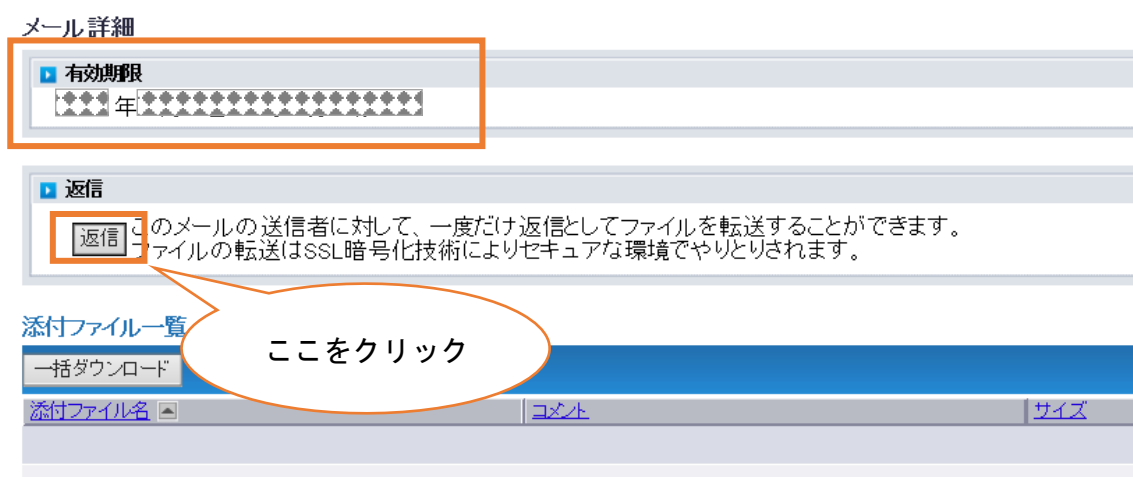 メール詳細
有効期限
年
返信
返信
このメールの送信者に対して、一度だけ返信としてファイルを転送することができます。
ファイルの転送はSSL暗号化技術によりセキュアな環境でやりとりされます。
ここをクリック
添付ファイル一覧
一括ダウンロード
添付ファイル名 コメント サイズ